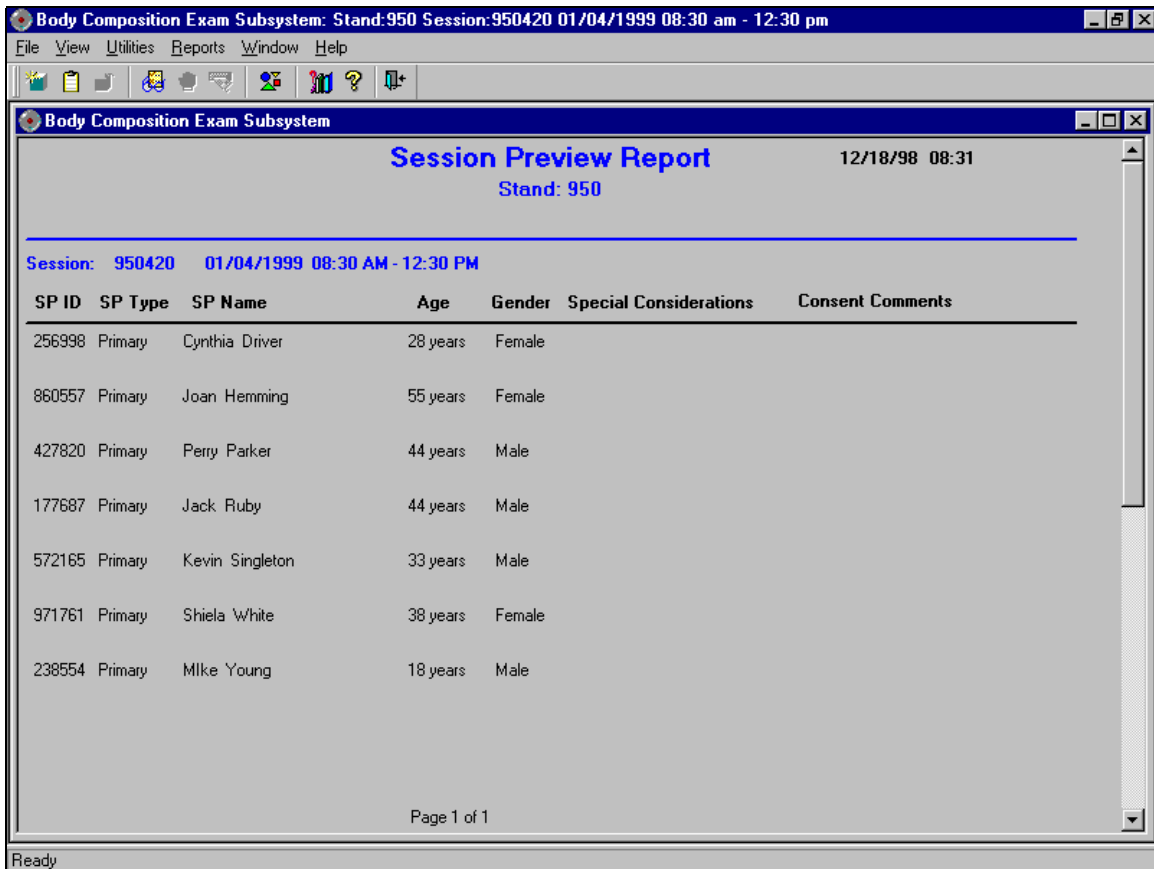 Body Composition Exam Subsystem: Stand:950 Session:950420 01/04/1999 08:30 am - 12:30 pm
File View Utilities Reports Window Help
Body Composition Exam Subsystem
Session Preview Report 12/18/98 08:31
Stand: 950
Session: 950420 01/04/1999 08:30 AM - 12:30 PM
SP ID SP Type SP Name Age Gender Special Considerations Consent Comments
256998 Primary Cynthia Driver 28 years Female
860557 Primary Joan Hemming 55 years Female
427820 Primary Perry Parker 44 years Male
177687 Primary Jack Ruby 44 years Male
572165 Primary Kevin Singleton 33 years Male
971761 Primary Shiela White 38 years Female
238554 Primary MIke Young 18 years Male
Page 1 of 1
Ready